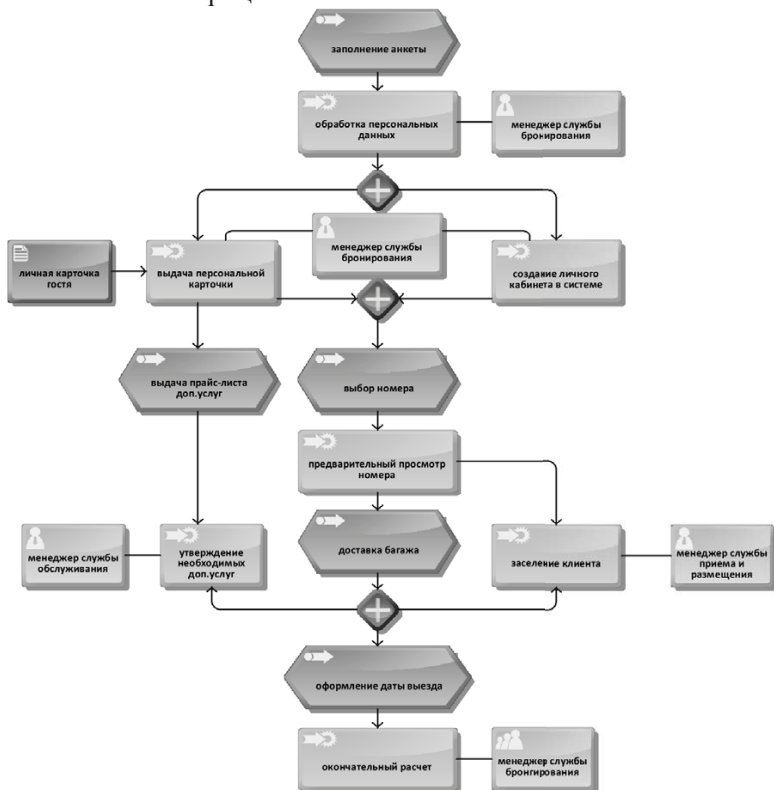 заполнение анкеты
обработка персональных
данных
менеджер службы
бронирования
менеджер службы
бронирования
личная карточка
гостя
выдача персональной
карточки
создание личного
кабинета в системе
выдача прайс-листа
доп.услуг
выбор номера
предварительный просмотр
номера
менеджер службы
обслуживания
утверждение
необходимых
доп.услуг
доставка багажа
заселение клиента
менеджер службы
приема и
размещения
оформление даты выезда
окончательный расчет
менеджер службы
бронгирования